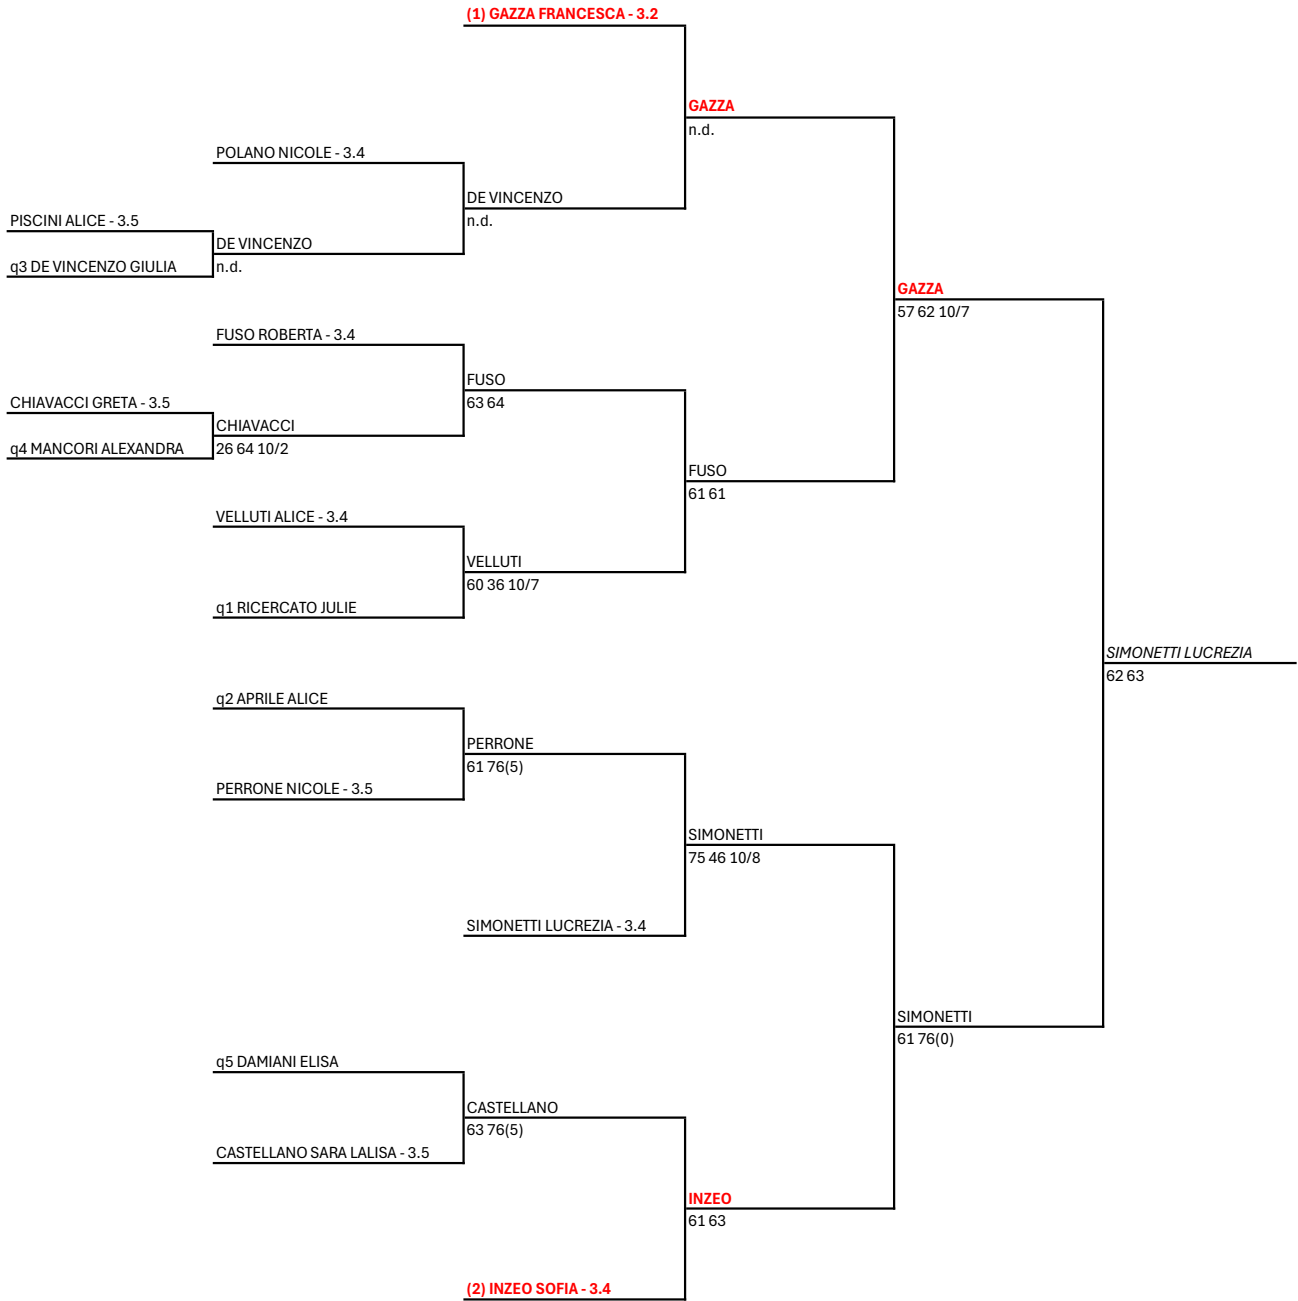 (1) GAZZA FRANCESCA - 3.2
GAZZA
n.d.
POLANO NICOLE - 3.4
DE VINCENZO
n.d.
PISCINI ALICE - 3.5
DE VINCENZO
q3 DE VINCENZO GIULIA
n.d.
GAZZA
57 62 10/7
FUSO ROBERTA - 3.4
FUSO
63 64
CHIAVACCI GRETA - 3.5
CHIAVACCI
q4 MANCORI ALEXANDRA
26 64 10/2
FUSO
61 61
VELLUTI ALICE - 3.4
VELLUTI
60 36 10/7
q1 RICERCATO JULIE
SIMONETTI LUCREZIA
62 63
q2 APRILE ALICE
PERRONE
61 76(5)
PERRONE NICOLE - 3.5
SIMONETTI
75 46 10/8
SIMONETTI LUCREZIA - 3.4
SIMONETTI
61 76(0)
q5 DAMIANI ELISA
CASTELLANO
63 76(5)
CASTELLANO SARA LALISA - 3.5
INZEO
61 63
(2) INZEO SOFIA - 3.4